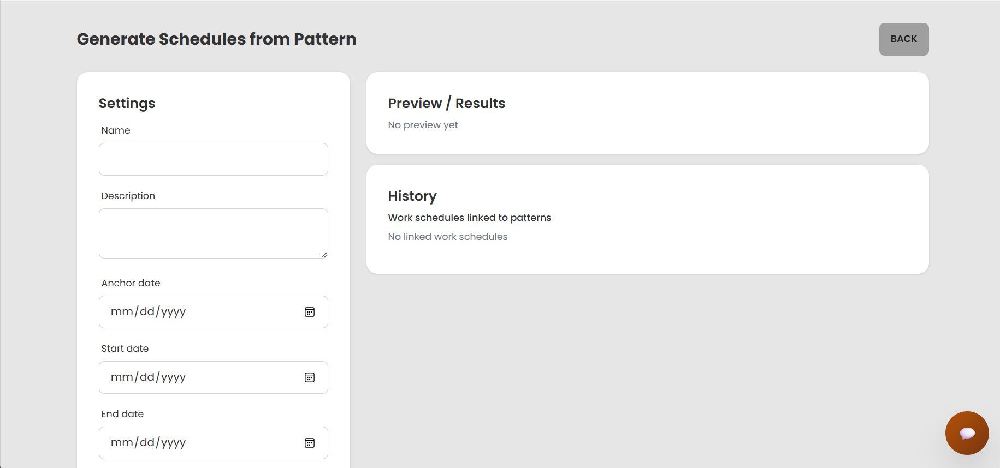 Generate Schedules from Pattern
BACK
Settings
Name
Description
Anchor date
mm/dd/yyyy
Start date
mm/dd/yyyy
End date
mm/dd/yyyy
Preview / Results
No preview yet
History
Work schedules linked to patterns
No linked work schedules